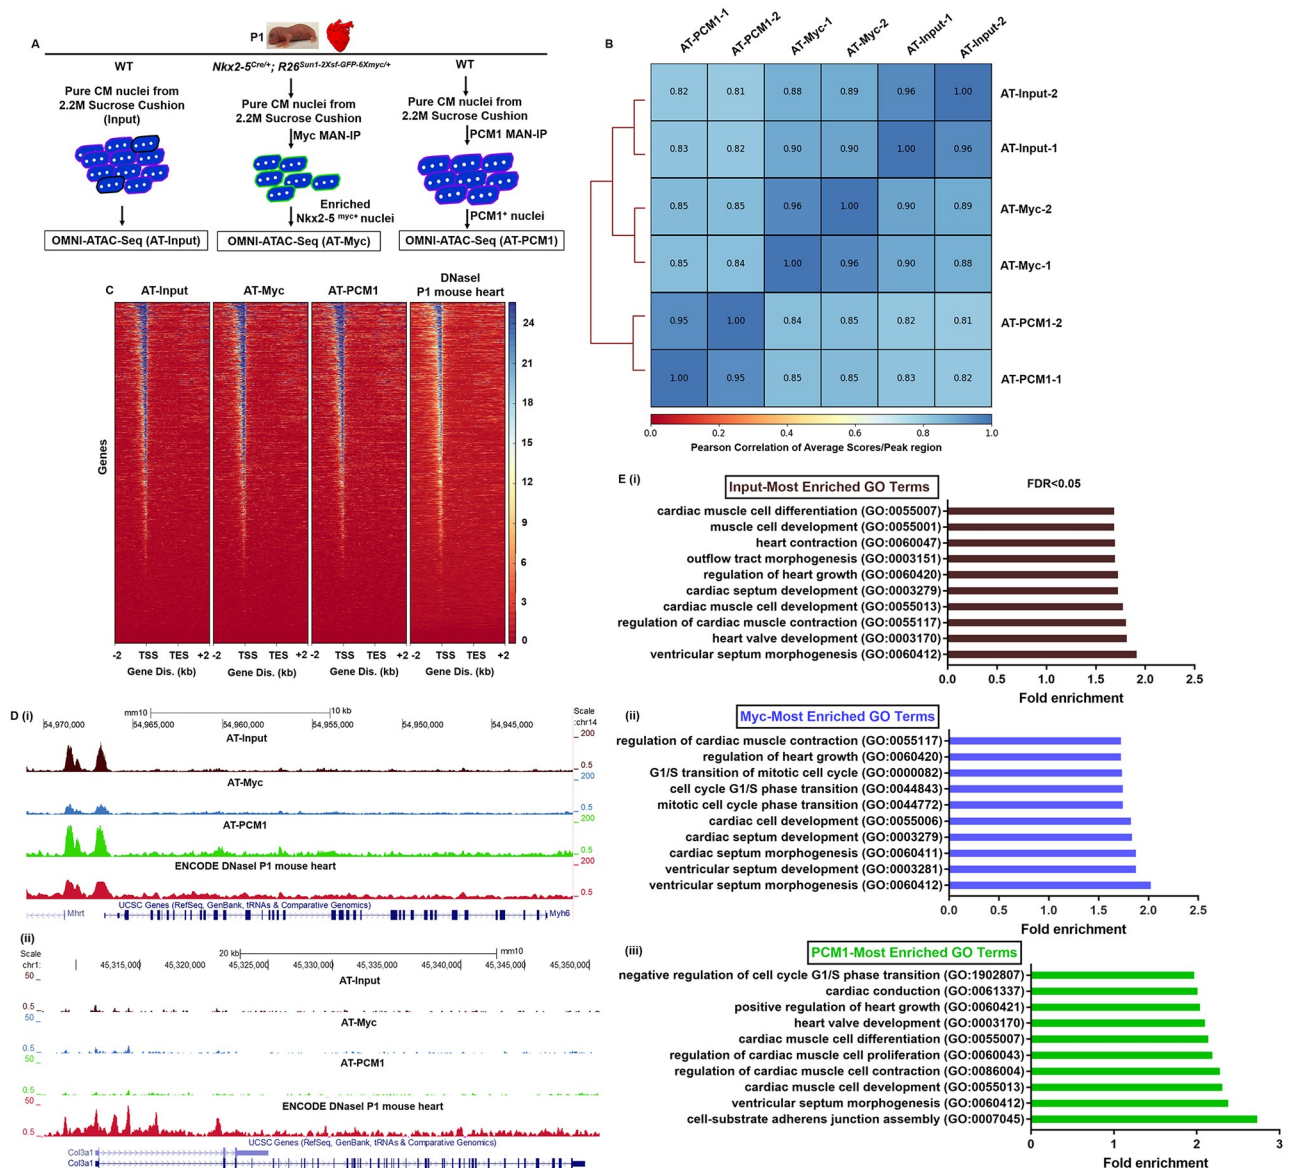 A
P1
WT
Pure CM nuclei from
2.2M Sucrose Cushion
(Input)
OMNI-ATAC-Seq (AT-Input)
Nkx2-5Cre/+; R26Sun1-2Xsf-GFP-6Xmyc/+
Pure CM nuclei from
2.2M Sucrose Cushion
Myc MAN-IP
Enriched
Nkx2-5 myc+ nuclei
OMNI-ATAC-Seq (AT-Myc)
WT
Pure CM nuclei from
2.2M Sucrose Cushion
PCM1 MAN-IP
PCM1+ nuclei
OMNI-ATAC-Seq (AT-PCM1)
B
AT-PCM1-1 AT-PCM1-2 AT-Myc-1 AT-Myc-2 AT-Input-1 AT-Input-2
0.82 0.81 0.88 0.89 0.96 1.00 AT-Input-2
0.83 0.82 0.90 0.90 1.00 0.96 AT-Input-1
0.85 0.85 0.96 1.00 0.90 0.89 AT-Myc-2
0.85 0.84 1.00 0.96 0.90 0.88 AT-Myc-1
0.95 1.00 0.84 0.85 0.82 0.81 AT-PCM1-2
1.00 0.95 0.85 0.85 0.83 0.82 AT-PCM1-1
0.0 0.2 0.4 0.6 0.8 1.0
Pearson Correlation of Average Scores/Peak region
C
AT-Input AT-Myc AT-PCM1 DNaseI
P1 mouse heart
Genes
24
21
18
15
12
9
6
3
0
-2 TSS TES +2 -2 TSS TES +2 -2 TSS TES +2 -2 TSS TES +2
Gene Dis. (kb) Gene Dis. (kb) Gene Dis. (kb) Gene Dis. (kb)
D (i)
mm10 10 kb Scale
54,970,000 54,965,000 54,960,000 54,955,000 54,950,000 54,945,000 :chr14
AT-Input
200
0.5
AT-Myc
200
0.5
AT-PCM1
200
0.5
ENCODE DNaseI P1 mouse heart
200
0.5
UCSC Genes (RefSeq, GenBank, tRNAs & Comparative Genomics)
Mhrt Myh6
(ii)
Scale 20 kb mm10
chr1: 45,315,000 45,320,000 45,325,000 45,330,000 45,335,000 45,340,000 45,345,000 45,350,000
AT-Input
50
0.5
AT-Myc
50
0.5
AT-PCM1
50
0.5
ENCODE DNaseI P1 mouse heart
50
0.5
UCSC Genes (RefSeq, GenBank, tRNAs & Comparative Genomics)
Col3a1
Col3a1
E (i)
Input-Most Enriched GO Terms
FDR<0.05
cardiac muscle cell differentiation (GO:0055007)
muscle cell development (GO:0055001)
heart contraction (GO:0060047)
outflow tract morphogenesis (GO:0003151)
regulation of heart growth (GO:0060420)
cardiac septum development (GO:0003279)
cardiac muscle cell development (GO:0055013)
regulation of cardiac muscle contraction (GO:0055117)
heart valve development (GO:0003170)
ventricular septum morphogenesis (GO:0060412)
0.0 0.5 1.0 1.5 2.0 2.5
Fold enrichment
(ii)
Myc-Most Enriched GO Terms
regulation of cardiac muscle contraction (GO:0055117)
regulation of heart growth (GO:0060420)
G1/S transition of mitotic cell cycle (GO:0000082)
cell cycle G1/S phase transition (GO:0044843)
mitotic cell cycle phase transition (GO:0044772)
cardiac cell development (GO:0055006)
cardiac septum development (GO:0003279)
cardiac septum morphogenesis (GO:0060411)
ventricular septum development (GO:0003281)
ventricular septum morphogenesis (GO:0060412)
0.0 0.5 1.0 1.5 2.0 2.5
Fold enrichment
(iii)
PCM1-Most Enriched GO Terms
negative regulation of cell cycle G1/S phase transition (GO:1902807)
cardiac conduction (GO:0061337)
positive regulation of heart growth (GO:0060421)
heart valve development (GO:0003170)
cardiac muscle cell differentiation (GO:0055007)
regulation of cardiac muscle cell proliferation (GO:0060043)
regulation of cardiac muscle cell contraction (GO:0086004)
cardiac muscle cell development (GO:0055013)
ventricular septum morphogenesis (GO:0060412)
cell-substrate adherens junction assembly (GO:0007045)
0 1 2 3
Fold enrichment